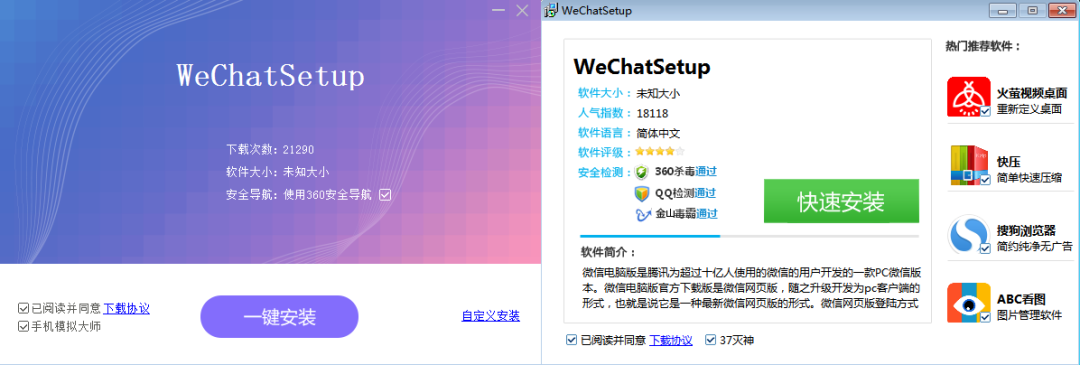 WeChatSetup
下载次数：21290
软件大小：未知大小
安全导航：使用360安全导航
已阅读并同意 下载协议
手机模拟大师
一键安装
自定义安装
WeChatSetup
WeChatSetup
软件大小： 未知大小
人气指数： 18118
软件语言： 简体中文
软件评级：
安全检测： 360杀毒通过
QQ检测通过
金山毒霸通过
快速安装
软件简介：
微信电脑版是腾讯为超过十亿人使用的微信的用户开发的一款PC微信版
本。微信电脑版官方下载版是微信网页版，随之升级开发为pc客户端的
形式，也就是说它是一种最新微信网页版的形式。微信网页版登陆方式
已阅读并同意 下载协议 37灭神
热门推荐软件：
火萤视频桌面
重新定义桌面
快压
简单快速压缩
搜狗浏览器
简约纯净无广告
ABC看图
图片管理软件